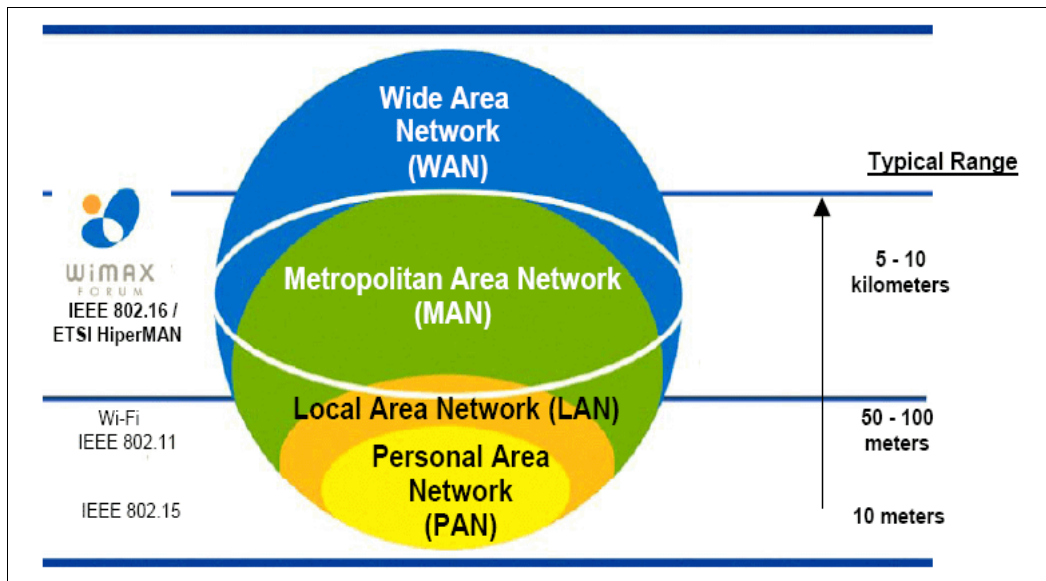 Wide Area
Network
(WAN)
Typical Range
WiMAX
FORUM
IEEE 802.16 /
ETSI HiperMAN
Metropolitan Area Network
(MAN)
5 - 10
kilometers
Wi-Fi
IEEE 802.11
Local Area Network (LAN)
50 - 100
meters
Personal Area
Network
(PAN)
IEEE 802.15
10 meters